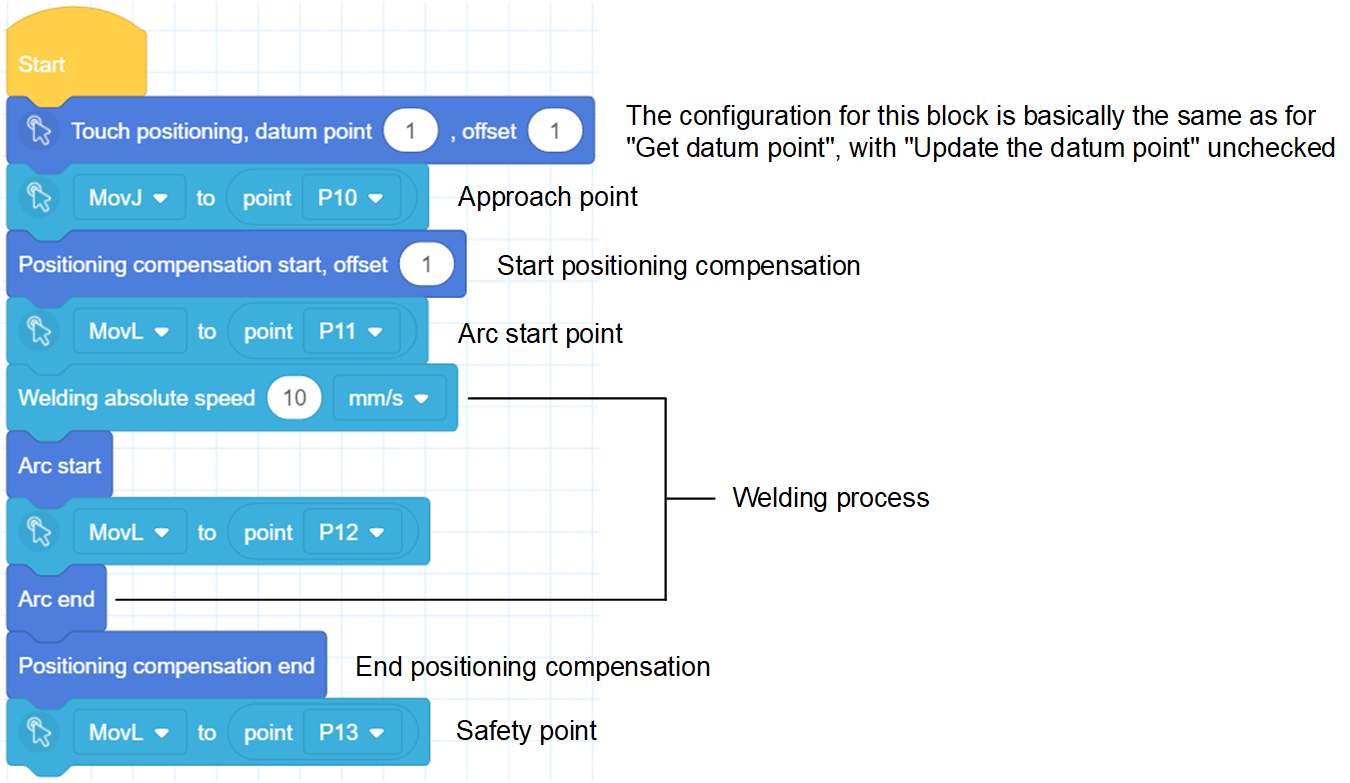 Start
Touch positioning, datum point 1 , offset 1
The configuration for this block is basically the same as for
"Get datum point", with "Update the datum point" unchecked
MovJ to point P10 Approach point
Positioning compensation start, offset 1 Start positioning compensation
MovL to point P11 Arc start point
Welding absolute speed 10 mm/s
Arc start
Welding process
MovL to point P12
Arc end
Positioning compensation end End positioning compensation
MovL to point P13 Safety point